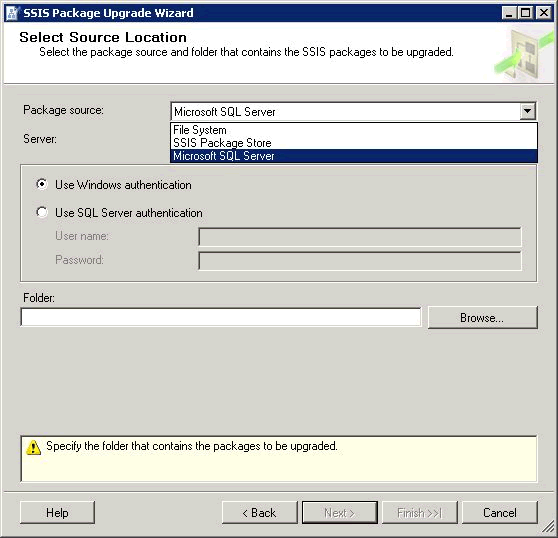 SSIS Package Upgrade Wizard
Select Source Location
Select the package source and folder that contains the SSIS packages to be upgraded.
Package source:
Microsoft SQL Server
File System
Server:
SSIS Package Store
Microsoft SQL Server
Use Windows authentication
Use SQL Server authentication
User name:
Password:
Folder:
Browse...
Specify the folder that contains the packages to be upgraded.
Help
< Back
Next >
Finish >>|
Cancel